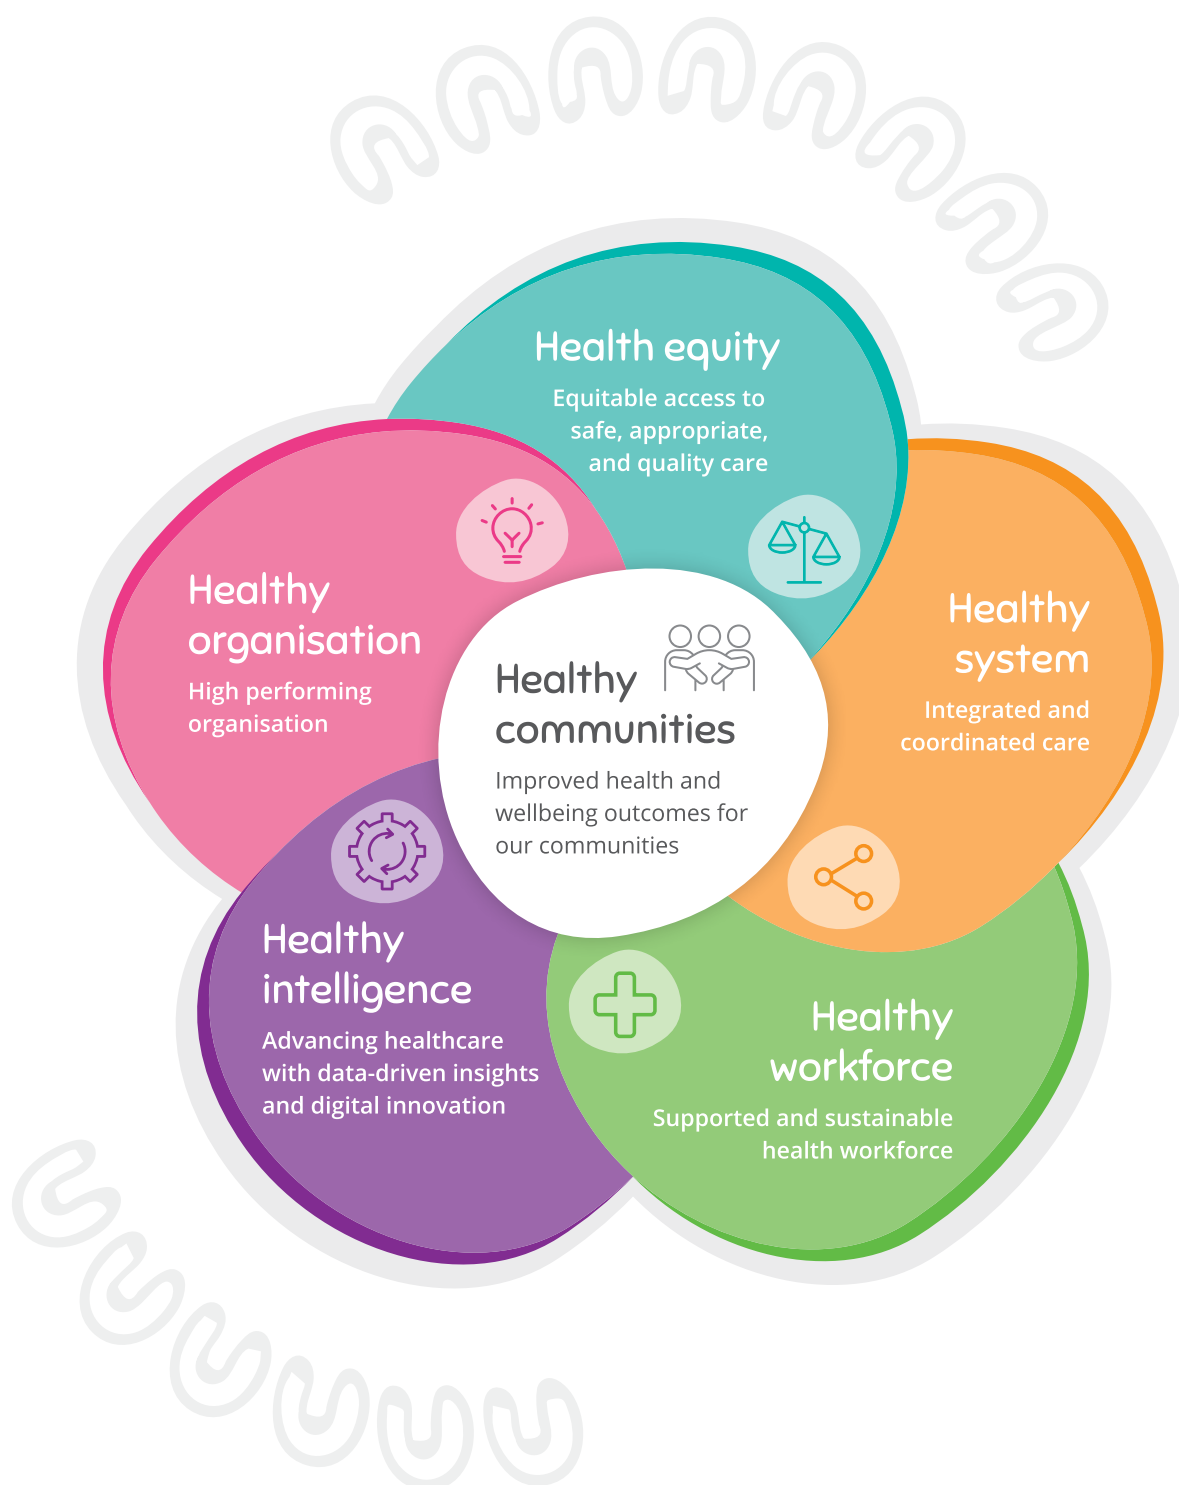 Health equity
Equitable access to
safe, appropriate,
and quality care
Healthy
organisation
High performing
organisation
Healthy
system
Integrated and
coordinated care
Healthy
communities
Improved health and
wellbeing outcomes for
our communities
Healthy
intelligence
Advancing healthcare
with data-driven insights
and digital innovation
Healthy
workforce
Supported and sustainable
health workforce